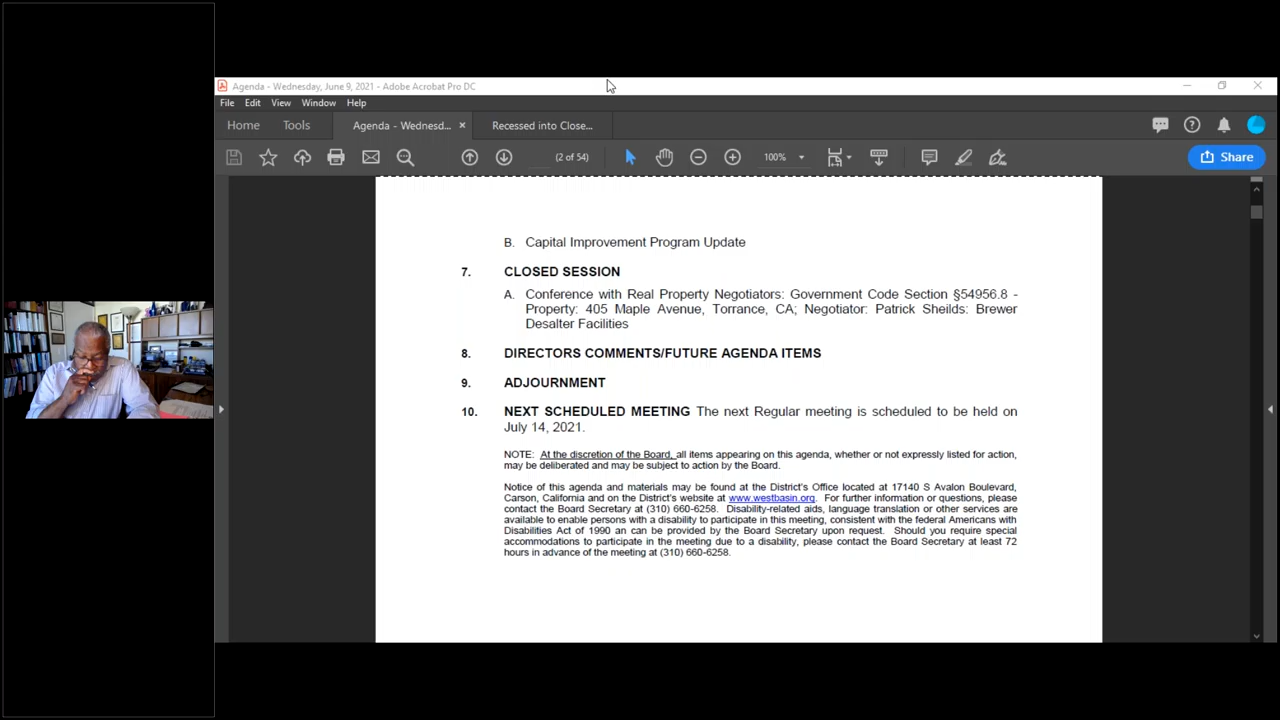 Agenda - Wednesday, June 9, 2021 - Adobe Acrobat Pro DC
File Edit View Window Help
Home Tools Agenda - Wednesd... × Recessed into Close...
(2 of 54) 100% Share
B. Capital Improvement Program Update
7. CLOSED SESSION
A. Conference with Real Property Negotiators: Government Code Section §54956.8 -
Property: 405 Maple Avenue, Torrance, CA; Negotiator: Patrick Sheilds: Brewer
Desalter Facilities
8. DIRECTORS COMMENTS/FUTURE AGENDA ITEMS
9. ADJOURNMENT
10. NEXT SCHEDULED MEETING The next Regular meeting is scheduled to be held on
July 14, 2021.
NOTE: At the discretion of the Board, all items appearing on this agenda, whether or not expressly listed for action,
may be deliberated and may be subject to action by the Board.
Notice of this agenda and materials may be found at the District's Office located at 17140 S Avalon Boulevard,
Carson, California and on the District's website at www.westbasin.org. For further information or questions, please
contact the Board Secretary at (310) 660-6258. Disability-related aids, language translation or other services are
available to enable persons with a disability to participate in this meeting, consistent with the federal Americans with
Disabilities Act of 1990 an can be provided by the Board Secretary upon request. Should you require special
accommodations to participate in the meeting due to a disability, please contact the Board Secretary at least 72
hours in advance of the meeting at (310) 660-6258.